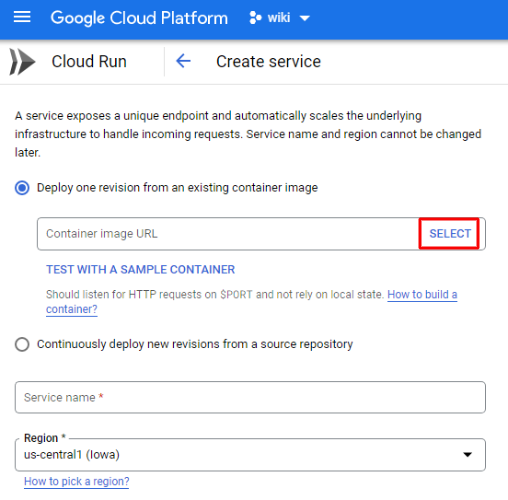 Google Cloud Platform
wiki
Cloud Run
Create service
A service exposes a unique endpoint and automatically scales the underlying
infrastructure to handle incoming requests. Service name and region cannot be changed
later.
Deploy one revision from an existing container image
Container image URL
SELECT
TEST WITH A SAMPLE CONTAINER
Should listen for HTTP requests on $PORT and not rely on local state. How to build a
container?
Continuously deploy new revisions from a source repository
Service name *
Region *
us-central1 (Iowa)
How to pick a region?